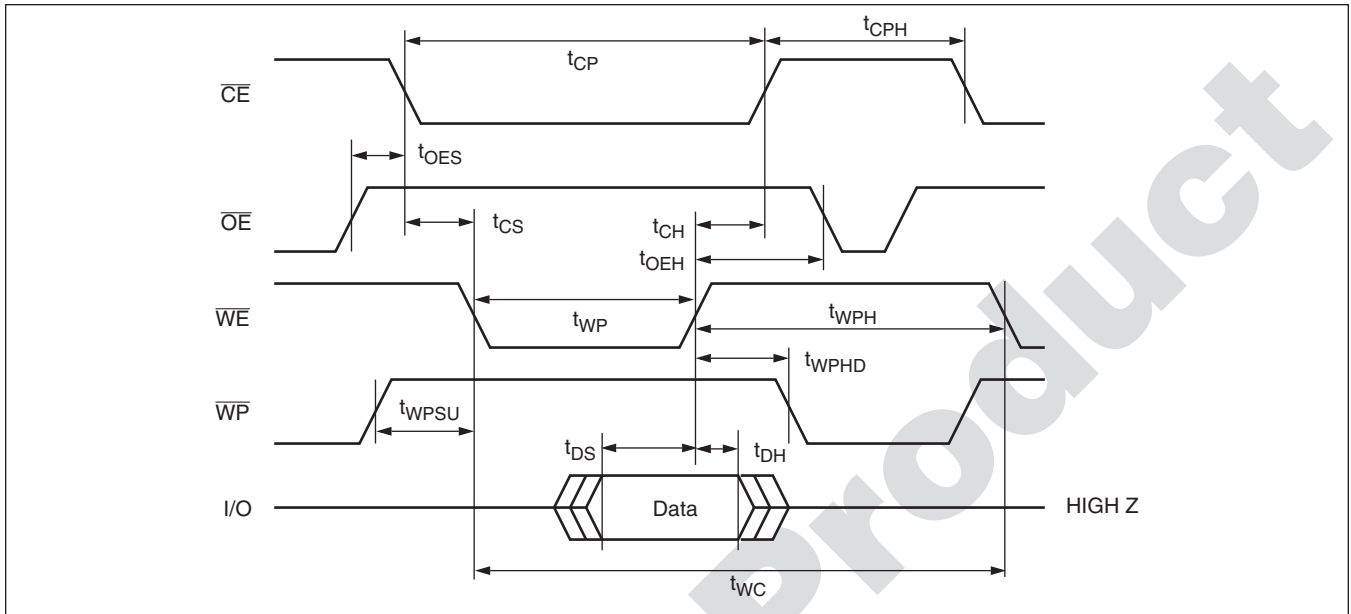 tCPH
tCP
CE
tOES
OE
tCS
tCH
tOEH
WE
tWP
tWPH
tWPHD
WP
tWPSU
tDS
tDH
I/O
Data
HIGH Z
tWC
Product